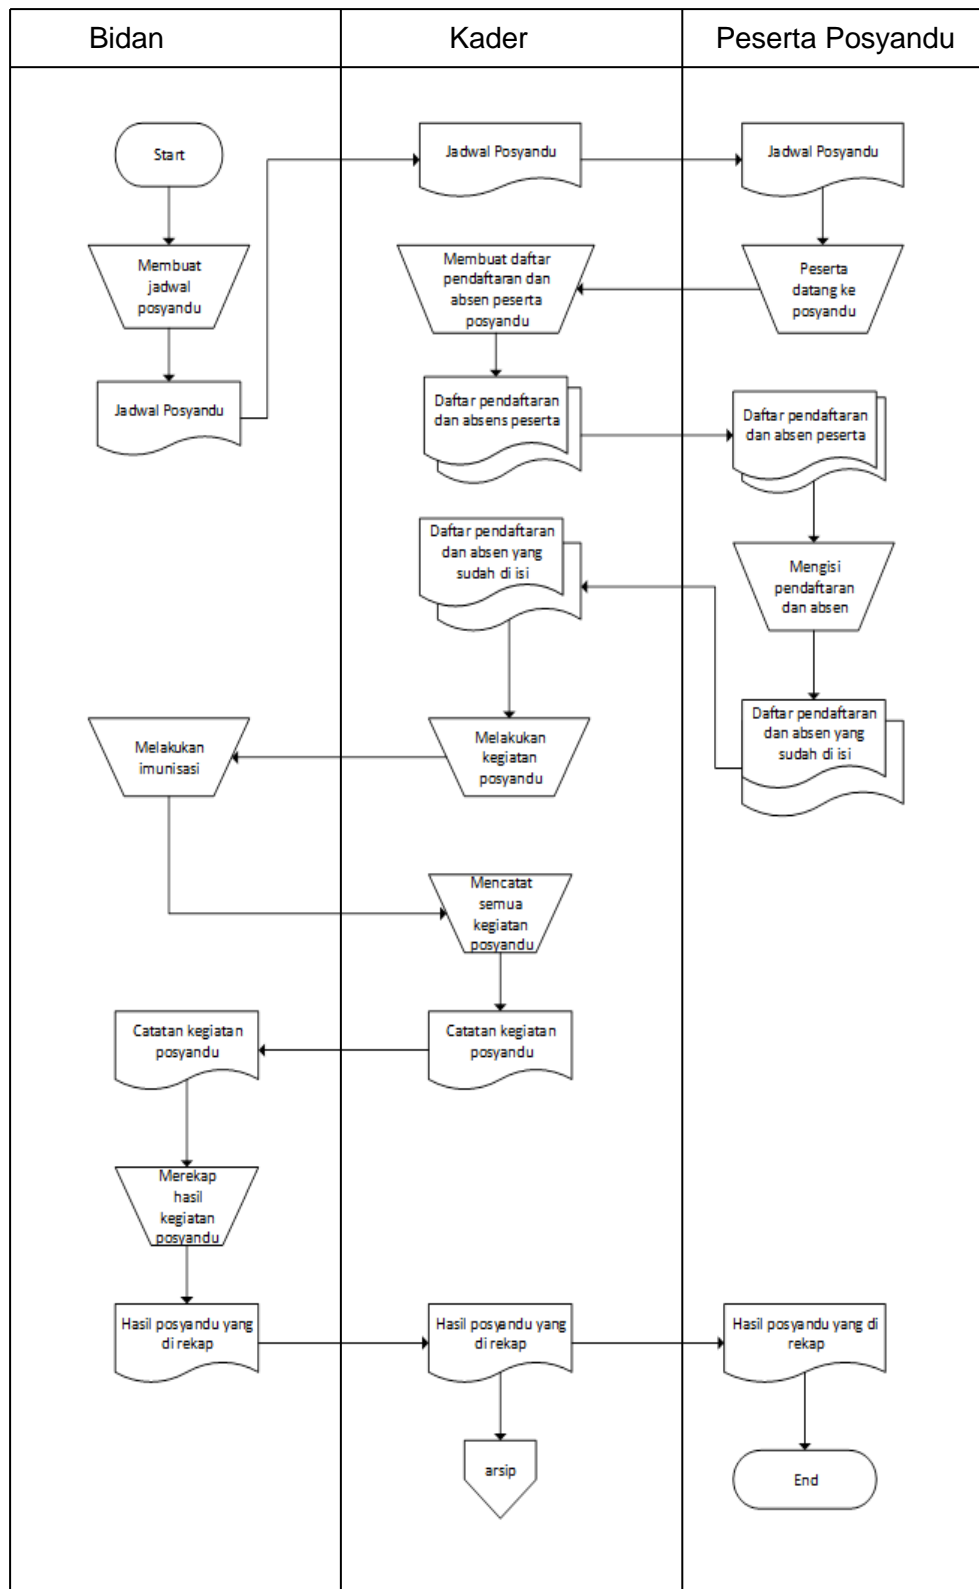 Bidan
Kader
Peserta Posyandu
Start
Jadwal Posyandu
Jadwal Posyandu
Membuat
jadwal
posyandu
Membuat daftar
pendaftaran dan
absen peserta
posyandu
Peserta
datang ke
posyandu
Jadwal Posyandu
Daftar pendaftaran
dan absens peserta
Daftar pendaftaran
dan absen peserta
Daftar pendaftaran
dan absen yang
sudah di isi
Mengisi
pendaftaran
dan absen
Melakukan
imunisasi
Melakukan
kegiatan
posyandu
Daftar pendaftaran
dan absen yang
sudah di isi
Mencatat
semua
kegiatan
posyandu
Catatan kegiatan
posyandu
Catatan kegiatan
posyandu
Merekap
hasil
kegiatan
posyandu
Hasil posyandu yang
di rekap
Hasil posyandu yang
di rekap
Hasil posyandu yang di
rekap
arsip
End